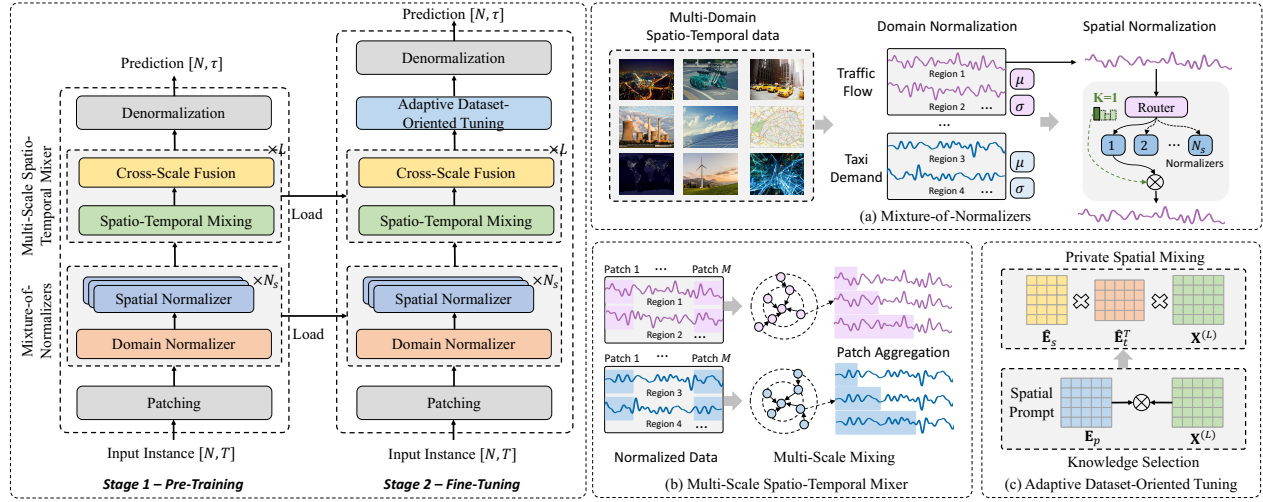 Prediction [N, τ]
Denormalization
×L
Cross-Scale Fusion
Spatio-Temporal Mixing
Multi-Scale Spatio-
Temporal Mixer
×N_s
Spatial Normalizer
Domain Normalizer
Mixture-of-
Normalizers
Patching
Input Instance [N, T]
Stage 1 – Pre-Training
Load
Load
Prediction [N, τ]
Denormalization
Adaptive Dataset-
Oriented Tuning
×L
Cross-Scale Fusion
Spatio-Temporal Mixing
×N_s
Spatial Normalizer
Domain Normalizer
Patching
Input Instance [N, T]
Stage 2 – Fine-Tuning
Multi-Domain
Spatio-Temporal data
Domain Normalization
Traffic
Flow
Region 1
Region 2 ...
μ
σ
...
Taxi
Demand
Region 3
Region 4 ...
μ
σ
Spatial Normalization
K=1
Router
1 2 ... N_s
Normalizers
(a) Mixture-of-Normalizers
Patch 1 ... Patch M
Region 1
Region 2 ...
Patch 1 ... Patch M
Region 3
Region 4 ...
Normalized Data
Patch Aggregation
Multi-Scale Mixing
(b) Multi-Scale Spatio-Temporal Mixer
Private Spatial Mixing
Ê_s Ê_t^T X^(L)
Spatial
Prompt
E_p X^(L)
Knowledge Selection
(c) Adaptive Dataset-Oriented Tuning